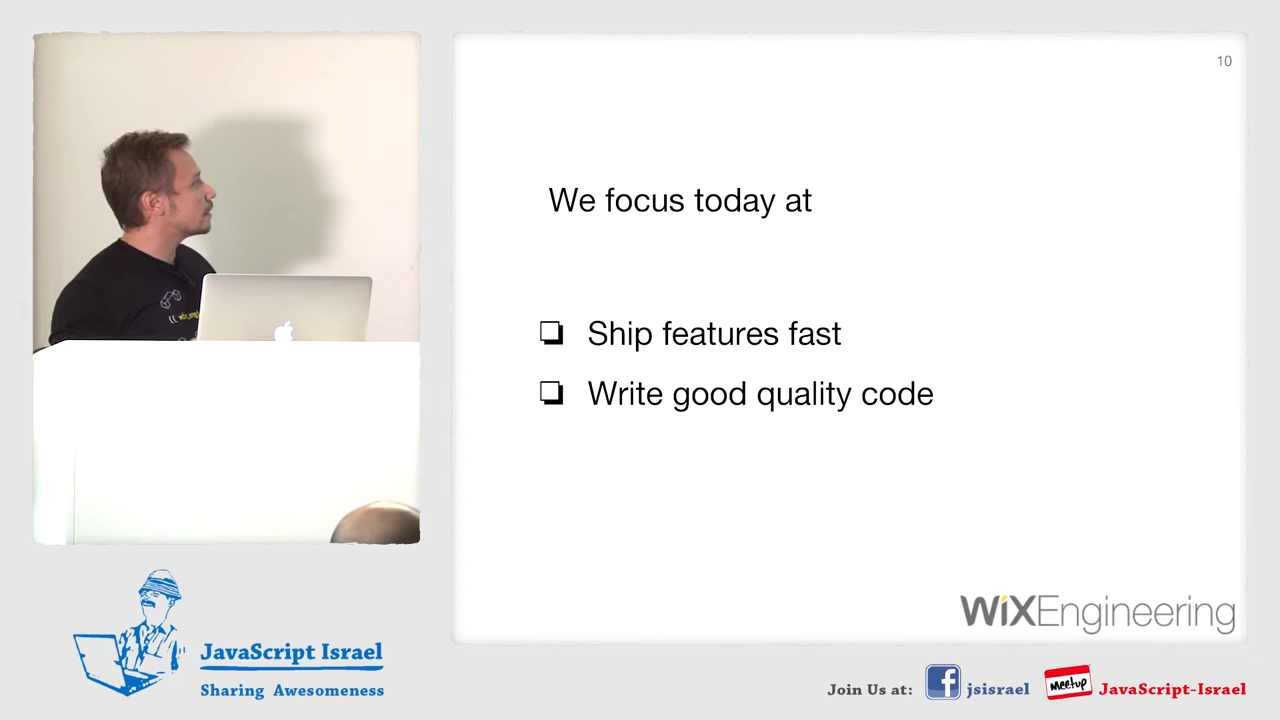 10
We focus today at
Ship features fast
Write good quality code
WiXEngineering
JavaScript Israel
Sharing Awesomeness
Join Us at:
jsisrael
Meetup
JavaScript-Israel